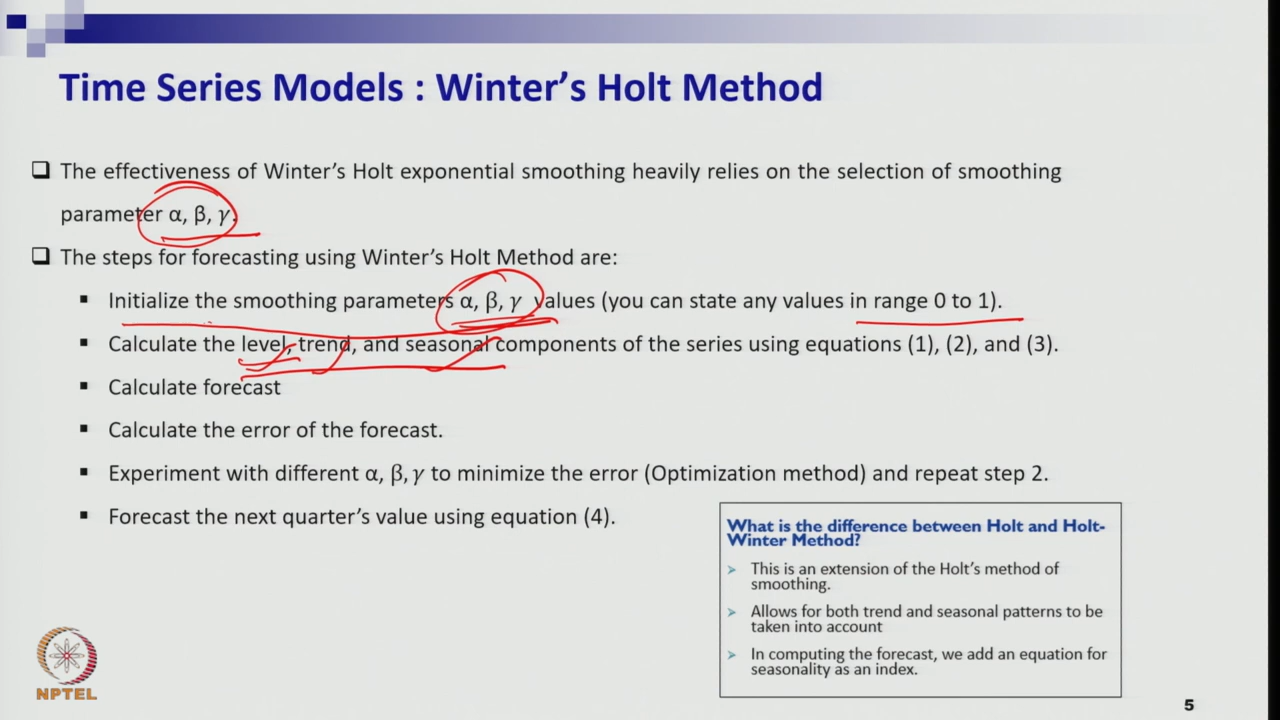 Time Series Models : Winter's Holt Method
❑ The effectiveness of Winter's Holt exponential smoothing heavily relies on the selection of smoothing
parameter α, β, γ.
❑ The steps for forecasting using Winter's Holt Method are:
▪ Initialize the smoothing parameters α, β, γ values (you can state any values in range 0 to 1).
▪ Calculate the level, trend, and seasonal components of the series using equations (1), (2), and (3).
▪ Calculate forecast
▪ Calculate the error of the forecast.
▪ Experiment with different α, β, γ to minimize the error (Optimization method) and repeat step 2.
▪ Forecast the next quarter's value using equation (4).
What is the difference between Holt and Holt-
Winter Method?
➢ This is an extension of the Holt's method of
smoothing.
➢ Allows for both trend and seasonal patterns to be
taken into account
➢ In computing the forecast, we add an equation for
seasonality as an index.
NPTEL
5